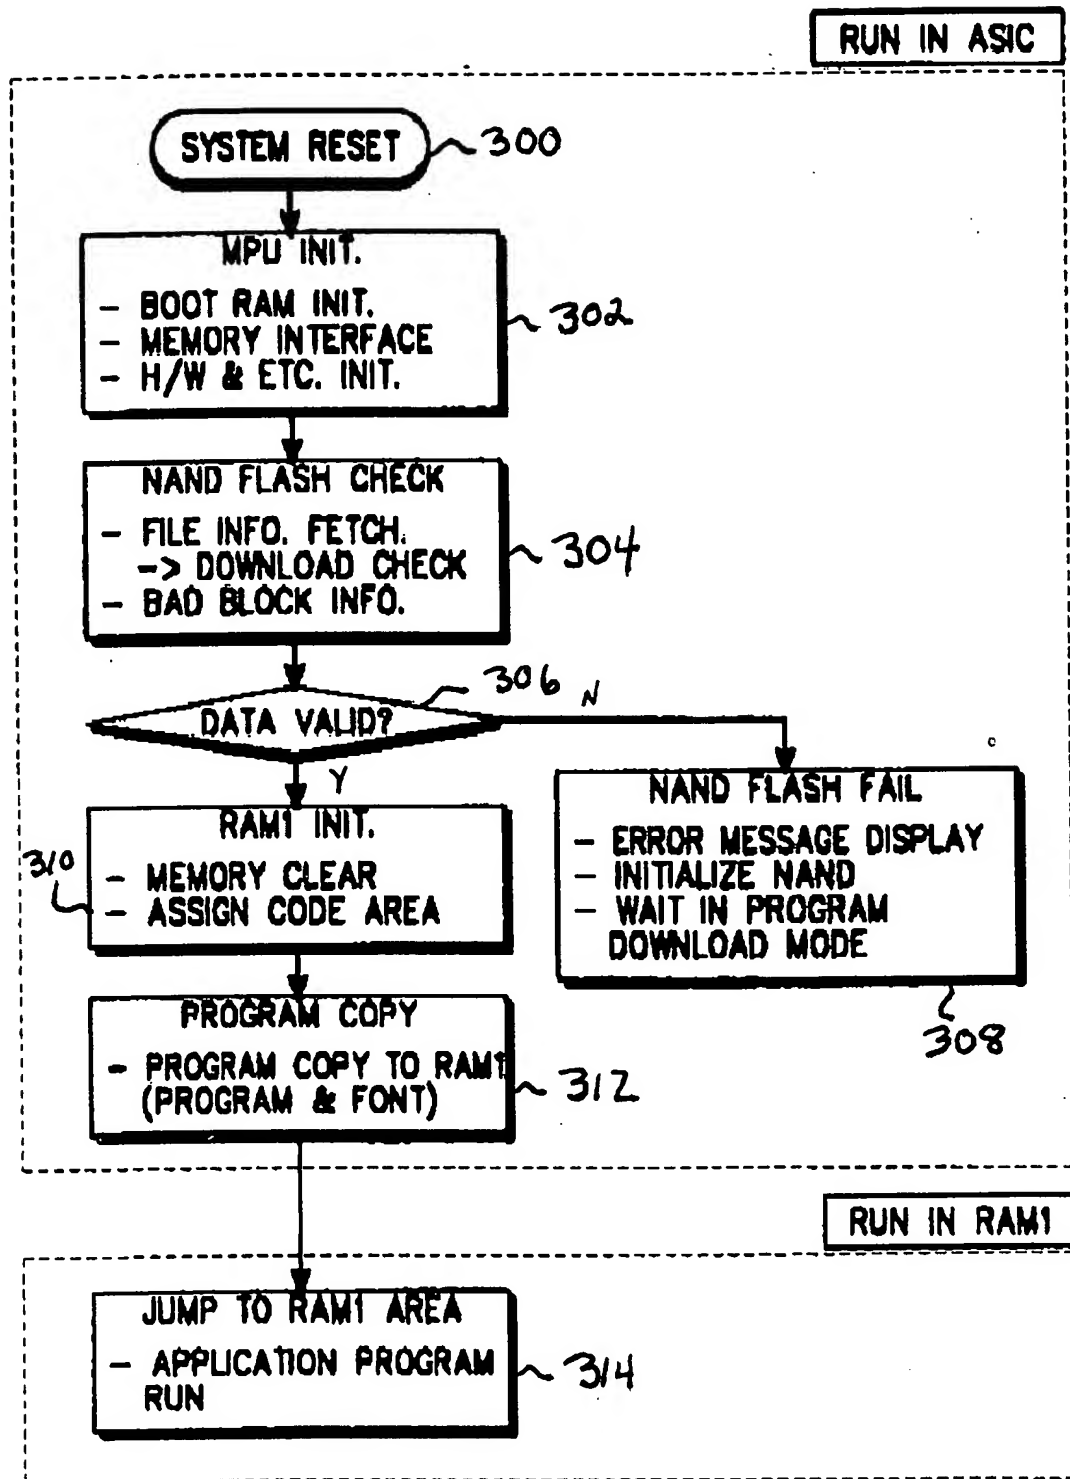 RUN IN ASIC
SYSTEM RESET
300
MPU INIT.
- BOOT RAM INIT.
- MEMORY INTERFACE
- H/W & ETC. INIT.
302
NAND FLASH CHECK
- FILE INFO. FETCH.
-> DOWNLOAD CHECK
- BAD BLOCK INFO.
304
306
N
DATA VALID?
Y
NAND FLASH FAIL
- ERROR MESSAGE DISPLAY
- INITIALIZE NAND
- WAIT IN PROGRAM
DOWNLOAD MODE
308
RAM1 INIT.
- MEMORY CLEAR
- ASSIGN CODE AREA
310
PROGRAM COPY
- PROGRAM COPY TO RAM1
(PROGRAM & FONT)
312
RUN IN RAM1
JUMP TO RAM1 AREA
- APPLICATION PROGRAM
RUN
314